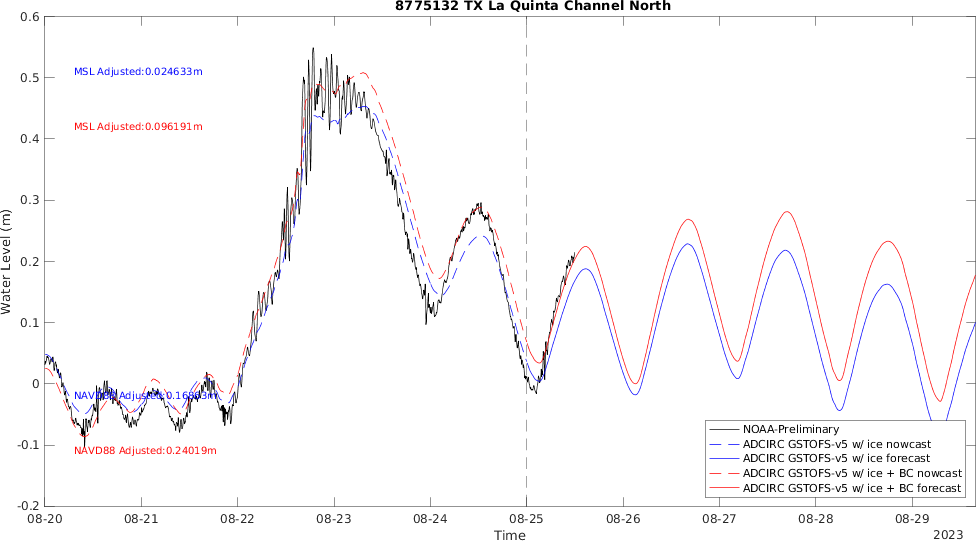 8775132 TX La Quinta Channel North
0.6
0.5
0.4
0.3
0.2
0.1
0
-0.1
-0.2
Water Level (m)
MSL Adjusted:0.024633m
MSL Adjusted:0.096191m
NAVD88 Adjusted:0.24019m
NOAA-Preliminary
ADCIRC GSTOFS-v5 w/ ice nowcast
ADCIRC GSTOFS-v5 w/ ice forecast
ADCIRC GSTOFS-v5 w/ ice + BC nowcast
ADCIRC GSTOFS-v5 w/ ice + BC forecast
08-20 08-21 08-22 08-23 08-24 08-25 08-26 08-27 08-28 08-29
Time
2023